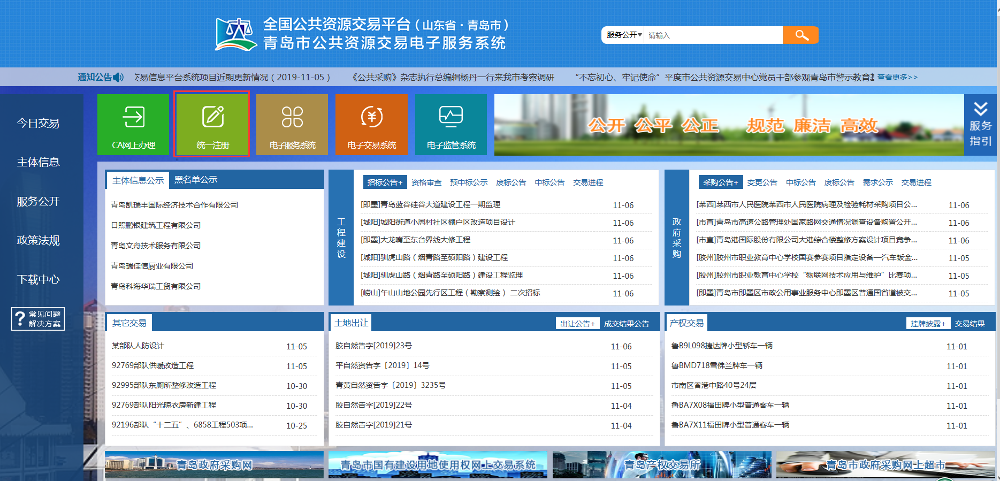 全国公共资源交易平台（山东省·青岛市）
青岛市公共资源交易电子服务系统
服务公开 请输入
通知公告 交易信息平台系统项目近期更新情况（2019-11-05） 《公共采购》杂志执行总编辑杨丹一行来我市考察调研 “不忘初心、牢记使命”平度市公共资源交易中心党员干部参观青岛市警示教育基 查看更多>>
今日交易
主体信息
服务公开
政策法规
下载中心
? 常见问题
解决方案
CA网上办理
统一注册
电子服务系统
电子交易系统
电子监管系统
公开 公平 公正 规范 廉洁 高效
服务
指引
主体信息公示 黑名单公示
青岛凯瑞丰国际经济技术合作有限公司
日照鹏银建筑工程有限公司
青岛文舟技术服务有限公司
青岛瑞佳信厨业有限公司
青岛科海华瑞工贸有限公司
工程建设
招标公告+ 资格审查 预中标公示 废标公告 中标公告 交易进程
[即墨]青岛蓝谷硅谷大道建设工程一期监理 11-06
[城阳]城阳街道小周村社区棚户区改造项目设计 11-06
[即墨]大龙嘴至东台界线大修工程 11-06
[城阳]驯虎山路（烟青路至硕阳路）建设工程 11-06
[城阳]驯虎山路（烟青路至硕阳路）建设工程监理 11-06
[崂山]午山山地公园先行区工程（勘察测绘） 二次招标 11-06
政府采购
采购公告+ 变更公告 中标公告 废标公告 需求公示 交易进程
[莱西]莱西市人民医院莱西市人民医院病理及检验耗材采购项目公... 11-06
[市直]青岛市高速公路管理处国家路网交通情况调查设备购置公开... 11-06
[市直]青岛港国际股份有限公司大港综合楼整修方案设计项目竞争... 11-06
[胶州]胶州市职业教育中心学校国赛参赛项目指定设备—汽车钣金... 11-05
[胶州]胶州市职业教育中心学校“物联网技术应用与维护”比赛项... 11-05
[即墨]青岛市即墨区市政公用事业服务中心即墨区普通国省道被交... 11-05
其它交易
某部队人防设计 11-05
92769部队供暖改造工程 11-05
92995部队东厕所整修改造工程 10-30
92769部队阳光晾衣房新建工程 10-30
92196部队“十二五”、6858工程503项... 10-25
土地出让 出让公告+ 成交结果公告
胶自然告字[2019]23号 11-06
平自然资告字〔2019〕14号 11-05
青黄自然资告字〔2019〕3235号 11-05
胶自然告字[2019]22号 11-04
胶自然告字[2019]21号 11-04
产权交易 挂牌披露+ 交易结果
鲁B9L098捷达牌小型轿车一辆 11-01
鲁BMD718雪佛兰牌车一辆 11-01
市南区香港中路40号24层 11-01
鲁BA7X08福田牌小型普通客车一辆 11-01
鲁BA7X11福田牌小型普通客车一辆 11-01
青岛政府采购网
青岛市国有建设用地使用权网上交易系统
青岛产权交易所
青岛市政府采购网上超市